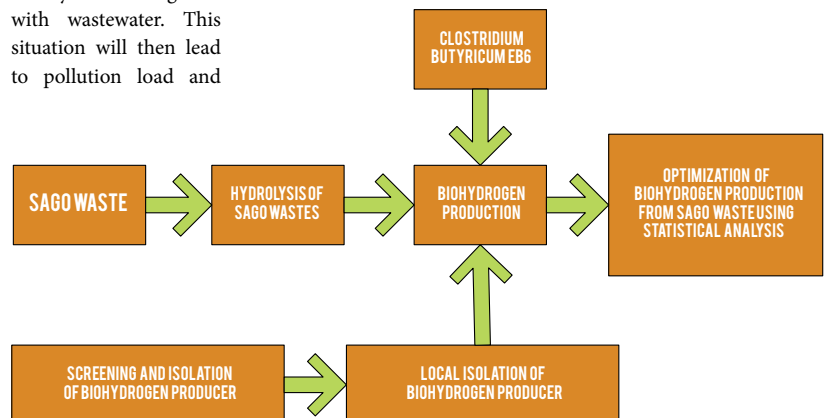 with wastewater. This
situation will then lead
to pollution load and
CLOSTRIDIUM
BUTYRICUM EB6
SAGO WASTE
HYDROLYSIS OF
SAGO WASTES
BIOHYDROGEN
PRODUCTION
OPTIMIZATION OF
BIOHYDROGEN PRODUCTION
FROM SAGO WASTE USING
STATISTICAL ANALYSIS
SCREENING AND ISOLATION
OF BIOHYDROGEN PRODUCER
LOCAL ISOLATION OF
BIOHYDROGEN PRODUCER